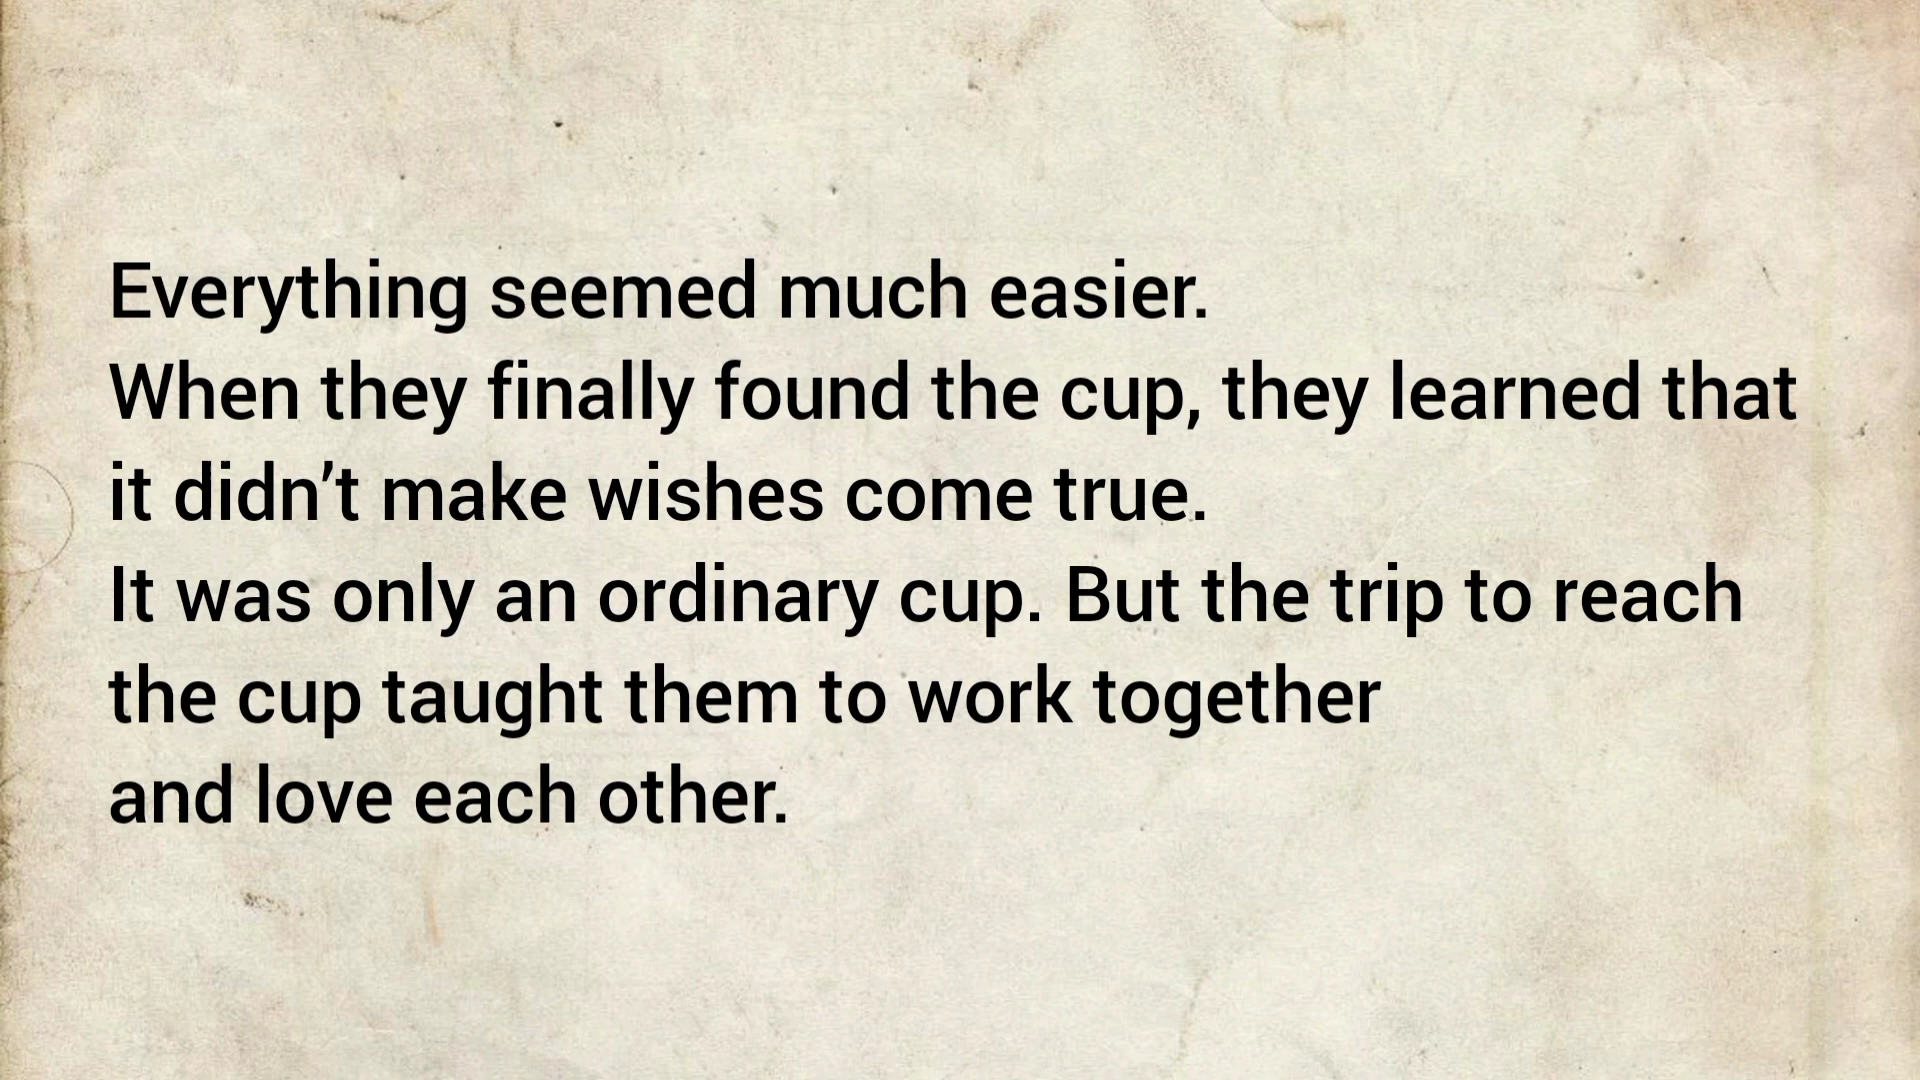 Everything seemed much easier.
When they finally found the cup, they learned that
it didn’t make wishes come true.
It was only an ordinary cup. But the trip to reach
the cup taught them to work together
and love each other.